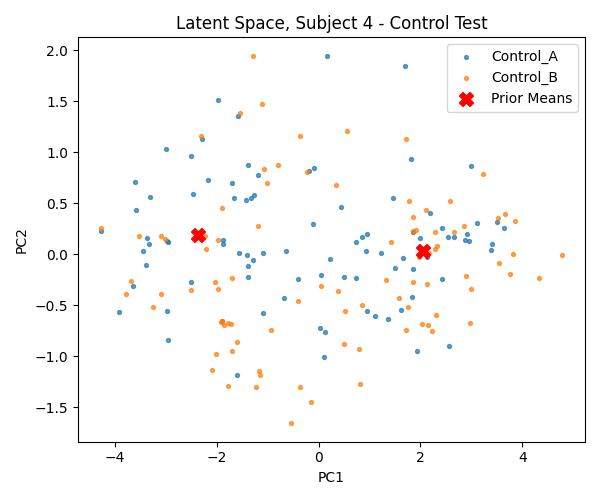 Latent Space, Subject 4 - Control Test
Control_A
Control_B
Prior Means
2.0
1.5
1.0
0.5
0.0
−0.5
−1.0
−1.5
PC2
−4
−2
0
2
4
PC1